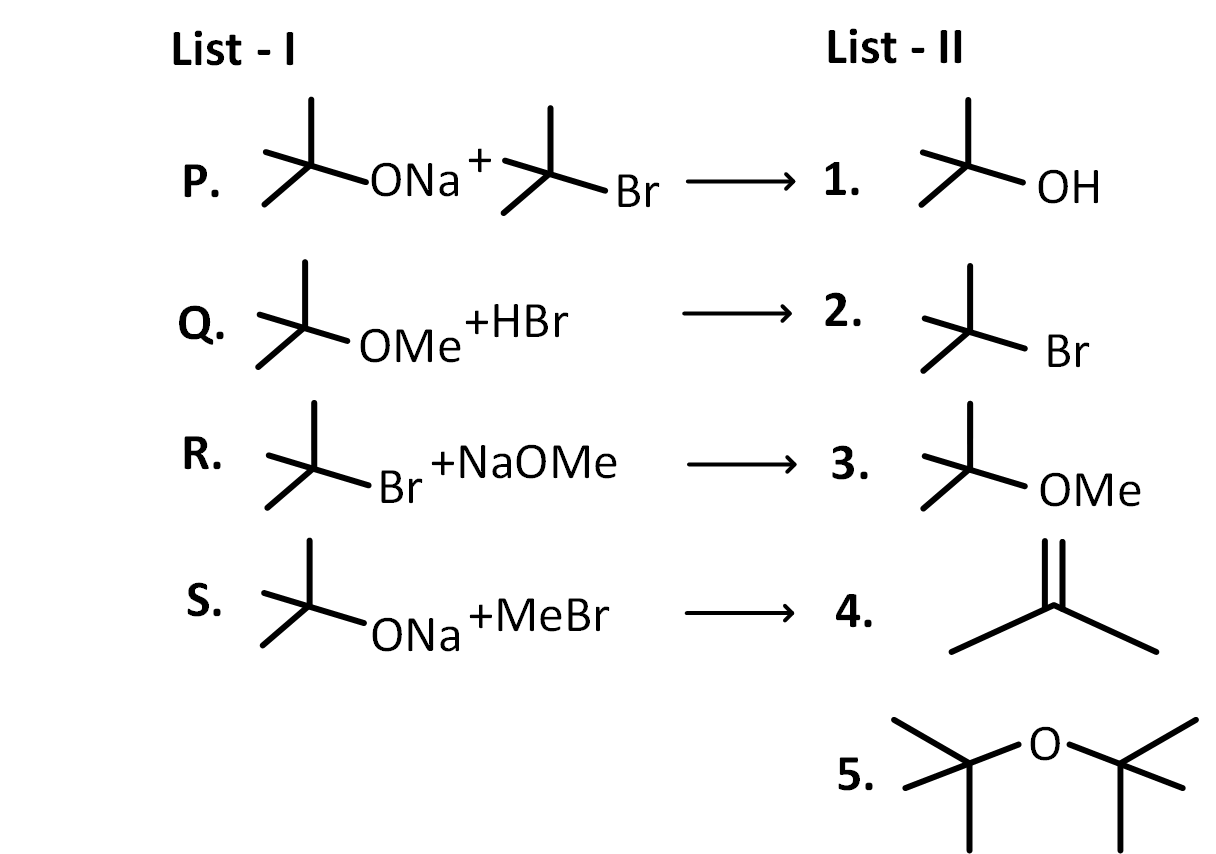 List - I List - II
P. ONa + Br 1. OH
Q. OMe +HBr 2. Br
R. Br +NaOMe 3. OMe
S. ONa +MeBr 4.
5. O